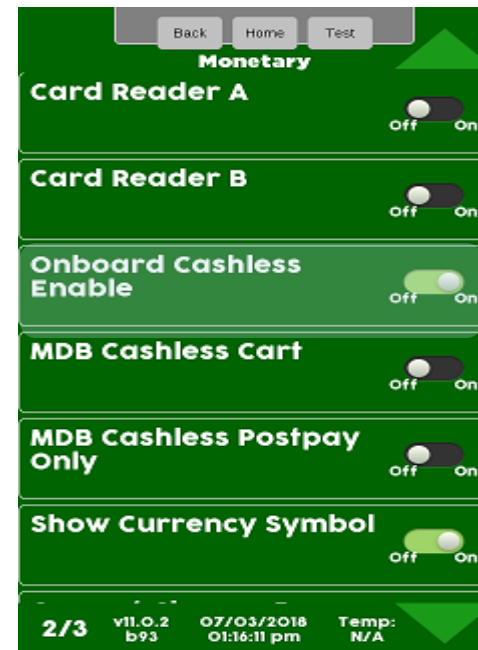 Back Home Test
Monetary
Card Reader A
Off On
Card Reader B
Off On
Onboard Cashless
Enable
Off On
MDB Cashless Cart
Off On
MDB Cashless Postpay
Only
Off On
Show Currency Symbol
Off On
2/3 v11.0.2 07/03/2018 Temp:
b93 01:16:11 pm N/A